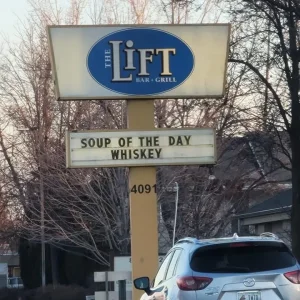 THE
LiFT
BAR • GRILL
SOUP OF THE DAY
WHISKEY
4091